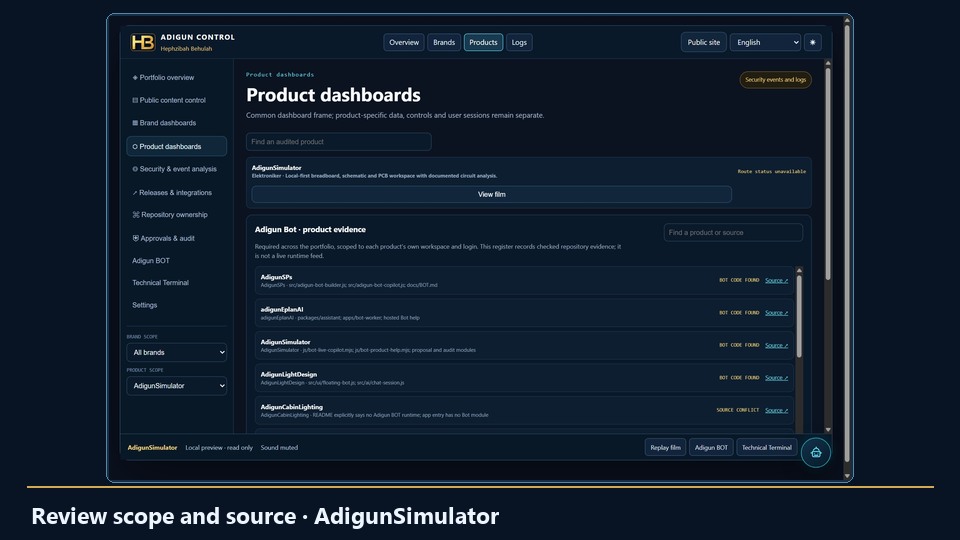 HB
ADIGUN CONTROL
Hephzibah Behulah
Overview
Brands
Products
Logs
Public site
English
Portfolio overview
Public content control
Brand dashboards
Product dashboards
Security & event analysis
Releases & integrations
Repository ownership
Approvals & audit
Adigun BOT
Technical Terminal
Settings
BRAND SCOPE
All brands
PRODUCT SCOPE
AdigunSimulator
Product dashboards
Product dashboards
Common dashboard frame; product-specific data, controls and user sessions remain separate.
Security events and logs
Find an audited product
AdigunSimulator
Elektroniker · Local-first breadboard, schematic and PCB workspace with documented circuit analysis.
Route status unavailable
View film
Adigun Bot · product evidence
Required across the portfolio, scoped to each product's own workspace and login. This register records checked repository evidence; it
is not a live runtime feed.
Find a product or source
AdigunSPs
AdigunSPs · src/adigun-bot-builder.js; src/adigun-bot-copilot.js; docs/BOT.md
BOT CODE FOUND Source ↗
adigunEplanAI
adigunEplanAI · packages/assistant; apps/bot-worker; hosted Bot help
BOT CODE FOUND Source ↗
AdigunSimulator
AdigunSimulator · js/bot-live-copilot.mjs; js/bot-product-help.mjs; proposal and audit modules
BOT CODE FOUND Source ↗
AdigunLightDesign
AdigunLightDesign · src/ui/floating-bot.js; src/ai/chat-session.js
BOT CODE FOUND Source ↗
AdigunCabinLighting
AdigunCabinLighting · README explicitly says no Adigun BOT runtime; app entry has no Bot module
SOURCE CONFLICT Source ↗
AdigunSimulator
Local preview · read only
Sound muted
Replay film
Adigun BOT
Technical Terminal
Review scope and source · AdigunSimulator